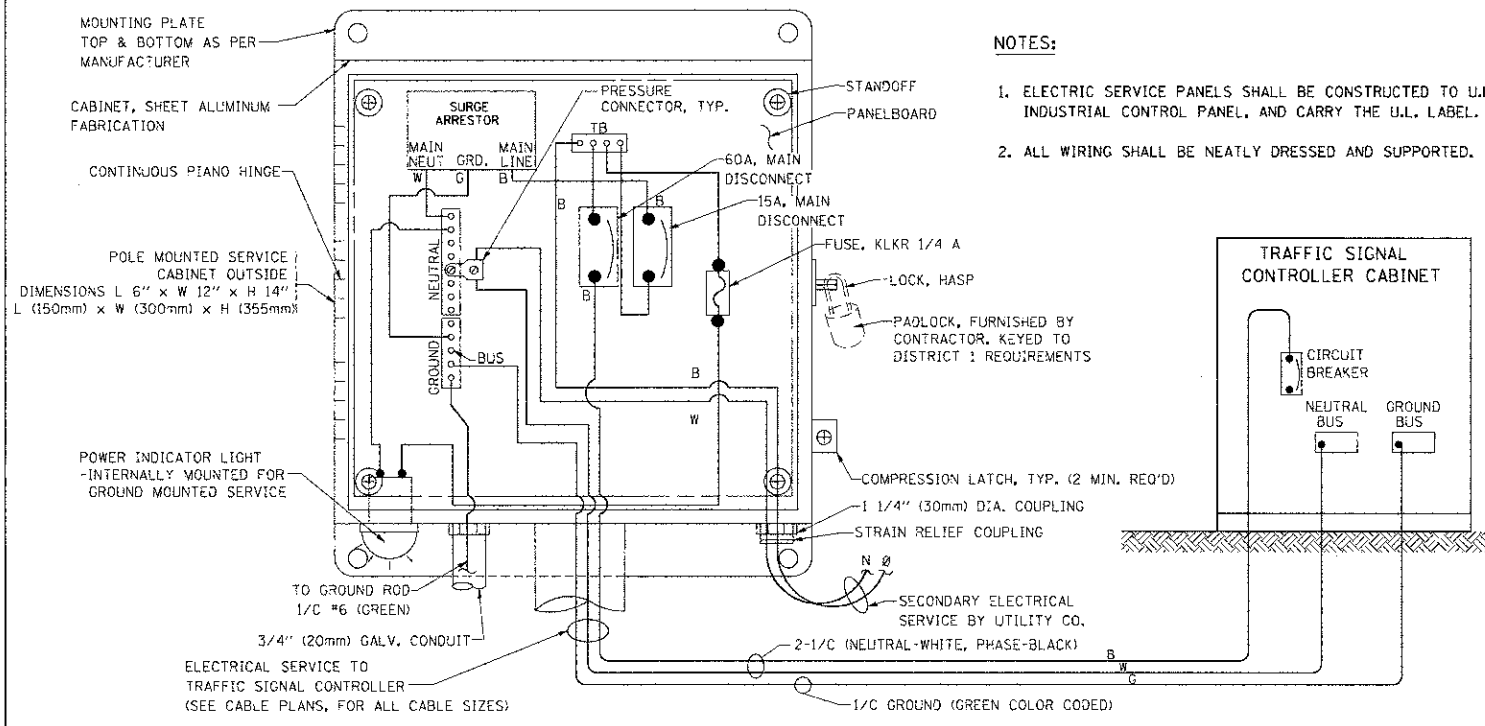 MOUNTING PLATE
TOP & BOTTOM AS PER
MANUFACTURER
CABINET, SHEET ALUMINUM
FABRICATION
CONTINUOUS PIANO HINGE
POLE MOUNTED SERVICE
CABINET OUTSIDE
DIMENSIONS L 6" x W 12" x H 14"
L (150mm) x W (300mm) x H (355mm)
POWER INDICATOR LIGHT
-INTERNALLY MOUNTED FOR
GROUND MOUNTED SERVICE
SURGE
ARRESTOR
MAIN
NEUT
GRD.
MAIN
LINE
W
G
B
PRESSURE
CONNECTOR, TYP.
TB
NEUTRAL
GROUND
BUS
B
B
B
B
W
STANDOFF
PANELBOARD
60A, MAIN
DISCONNECT
15A, MAIN
DISCONNECT
FUSE, KLKR 1/4 A
LOCK, HASP
PADLOCK, FURNISHED BY
CONTRACTOR, KEYED TO
DISTRICT 1 REQUIREMENTS
COMPRESSION LATCH, TYP. (2 MIN. REQ'D)
1 1/4" (30mm) DIA. COUPLING
STRAIN RELIEF COUPLING
N Ø
SECONDARY ELECTRICAL
SERVICE BY UTILITY CO.
TO GROUND ROD
1/C #6 (GREEN)
3/4" (20mm) GALV. CONDUIT
ELECTRICAL SERVICE TO
TRAFFIC SIGNAL CONTROLLER
(SEE CABLE PLANS, FOR ALL CABLE SIZES)
2-1/C (NEUTRAL-WHITE, PHASE-BLACK)
B
W
G
1/C GROUND (GREEN COLOR CODED)
NOTES:
1. ELECTRIC SERVICE PANELS SHALL BE CONSTRUCTED TO U.
INDUSTRIAL CONTROL PANEL, AND CARRY THE U.L. LABEL.
2. ALL WIRING SHALL BE NEATLY DRESSED AND SUPPORTED.
TRAFFIC SIGNAL
CONTROLLER CABINET
CIRCUIT
BREAKER
NEUTRAL
BUS
GROUND
BUS